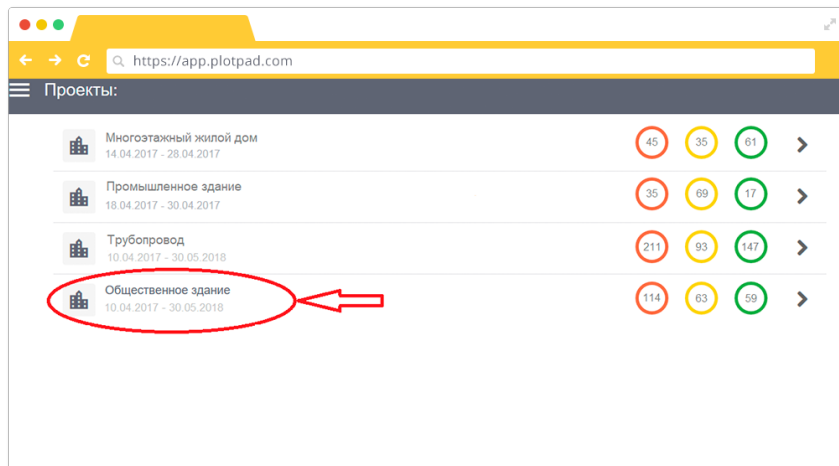 https://app.plotpad.com
Проекты:
Многоэтажный жилой дом
14.04.2017 - 28.04.2017
45 35 61
Промышленное здание
18.04.2017 - 30.04.2017
35 69 17
Трубопровод
10.04.2017 - 30.05.2018
211 93 147
Общественное здание
10.04.2017 - 30.05.2018
114 63 59